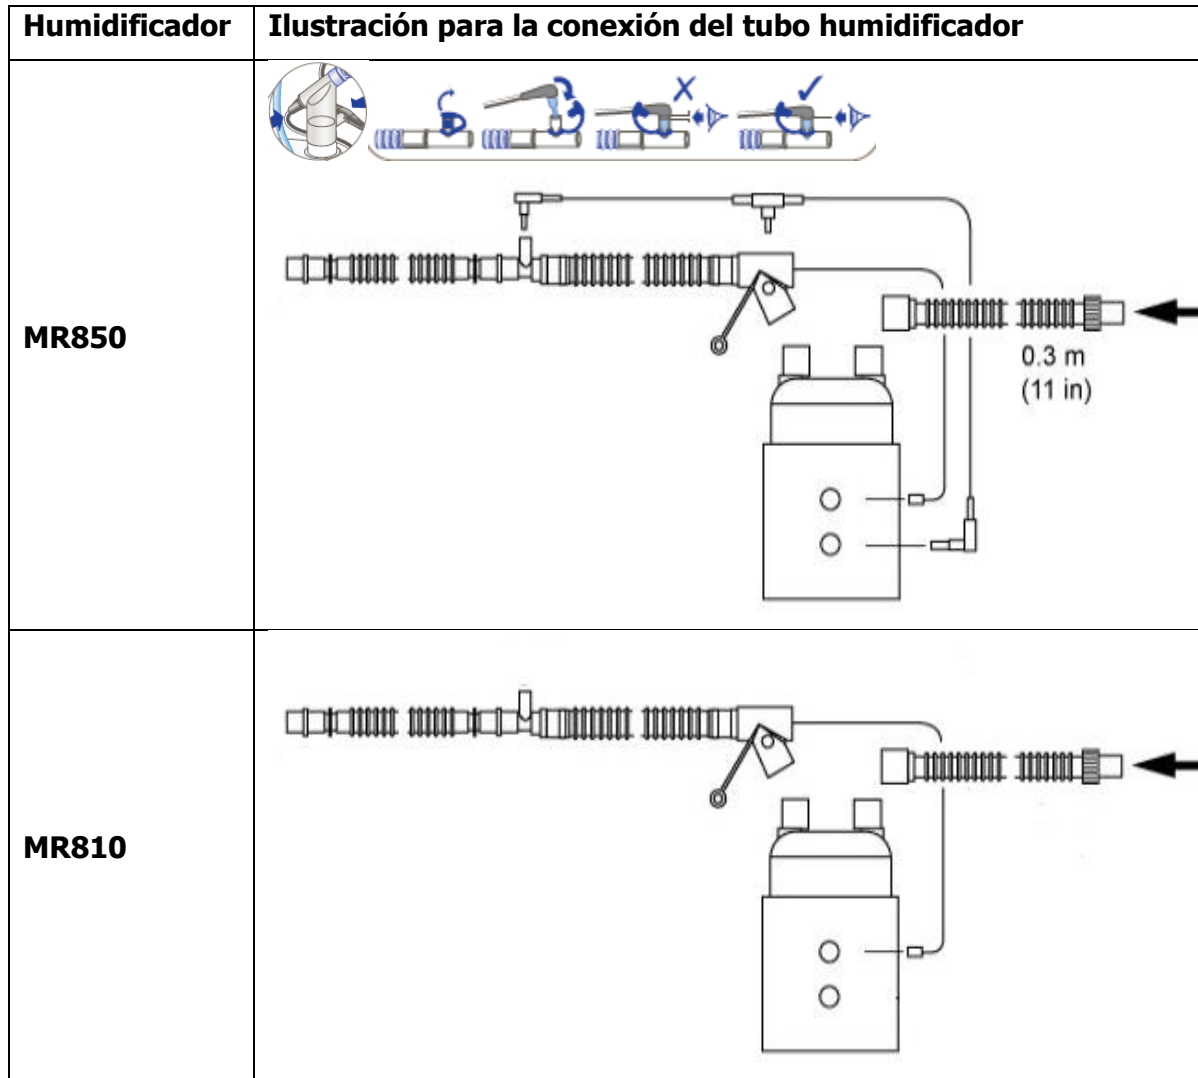 Humidificador
Ilustración para la conexión del tubo humidificador
MR850
0.3 m
(11 in)
MR810